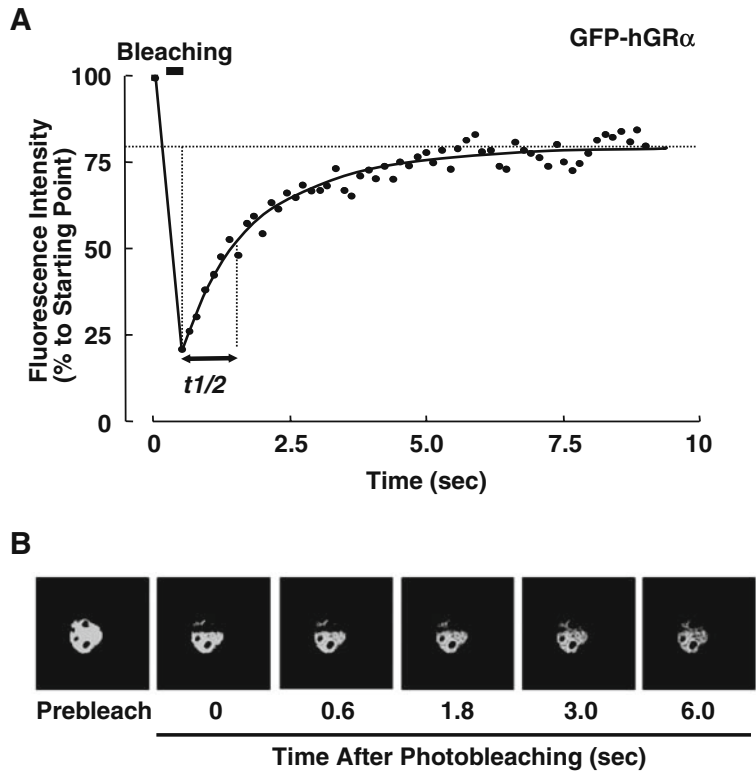 A
Bleaching
GFP-hGRα
100
75
50
25
0
Fluorescence Intensity
(% to Starting Point)
t1/2
0 2.5 5.0 7.5 10
Time (sec)
B
Prebleach 0 0.6 1.8 3.0 6.0
Time After Photobleaching (sec)